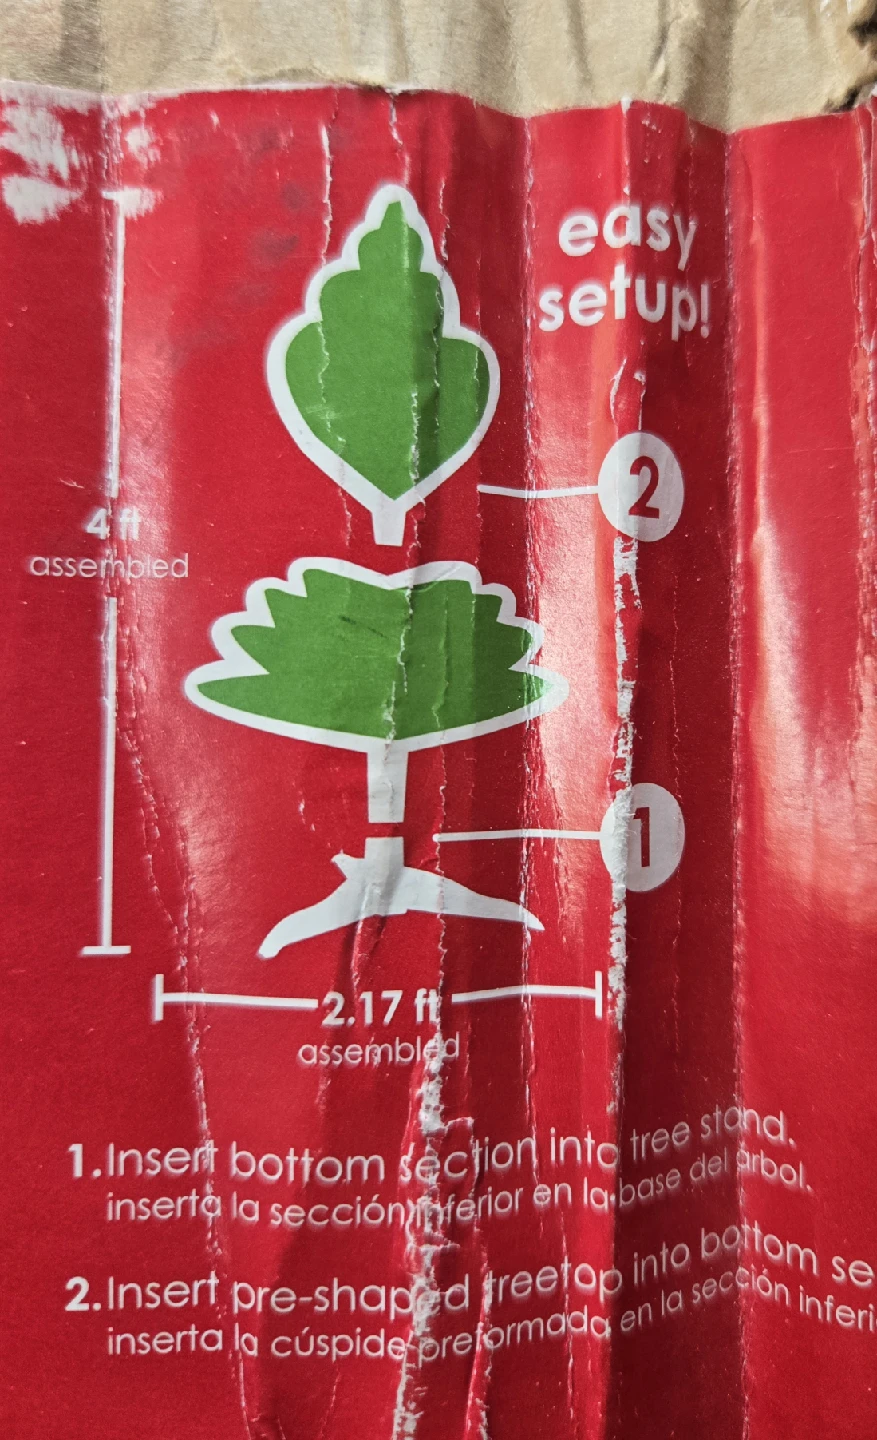 easy
setup!
2
4 ft
assembled
1
2.17 ft
assembled
1. Insert bottom section into tree stand.
inserta la sección inferior en la base del árbol.
2. Insert pre-shaped treetop into bottom se
inserta la cúspide preformada en la sección inferi